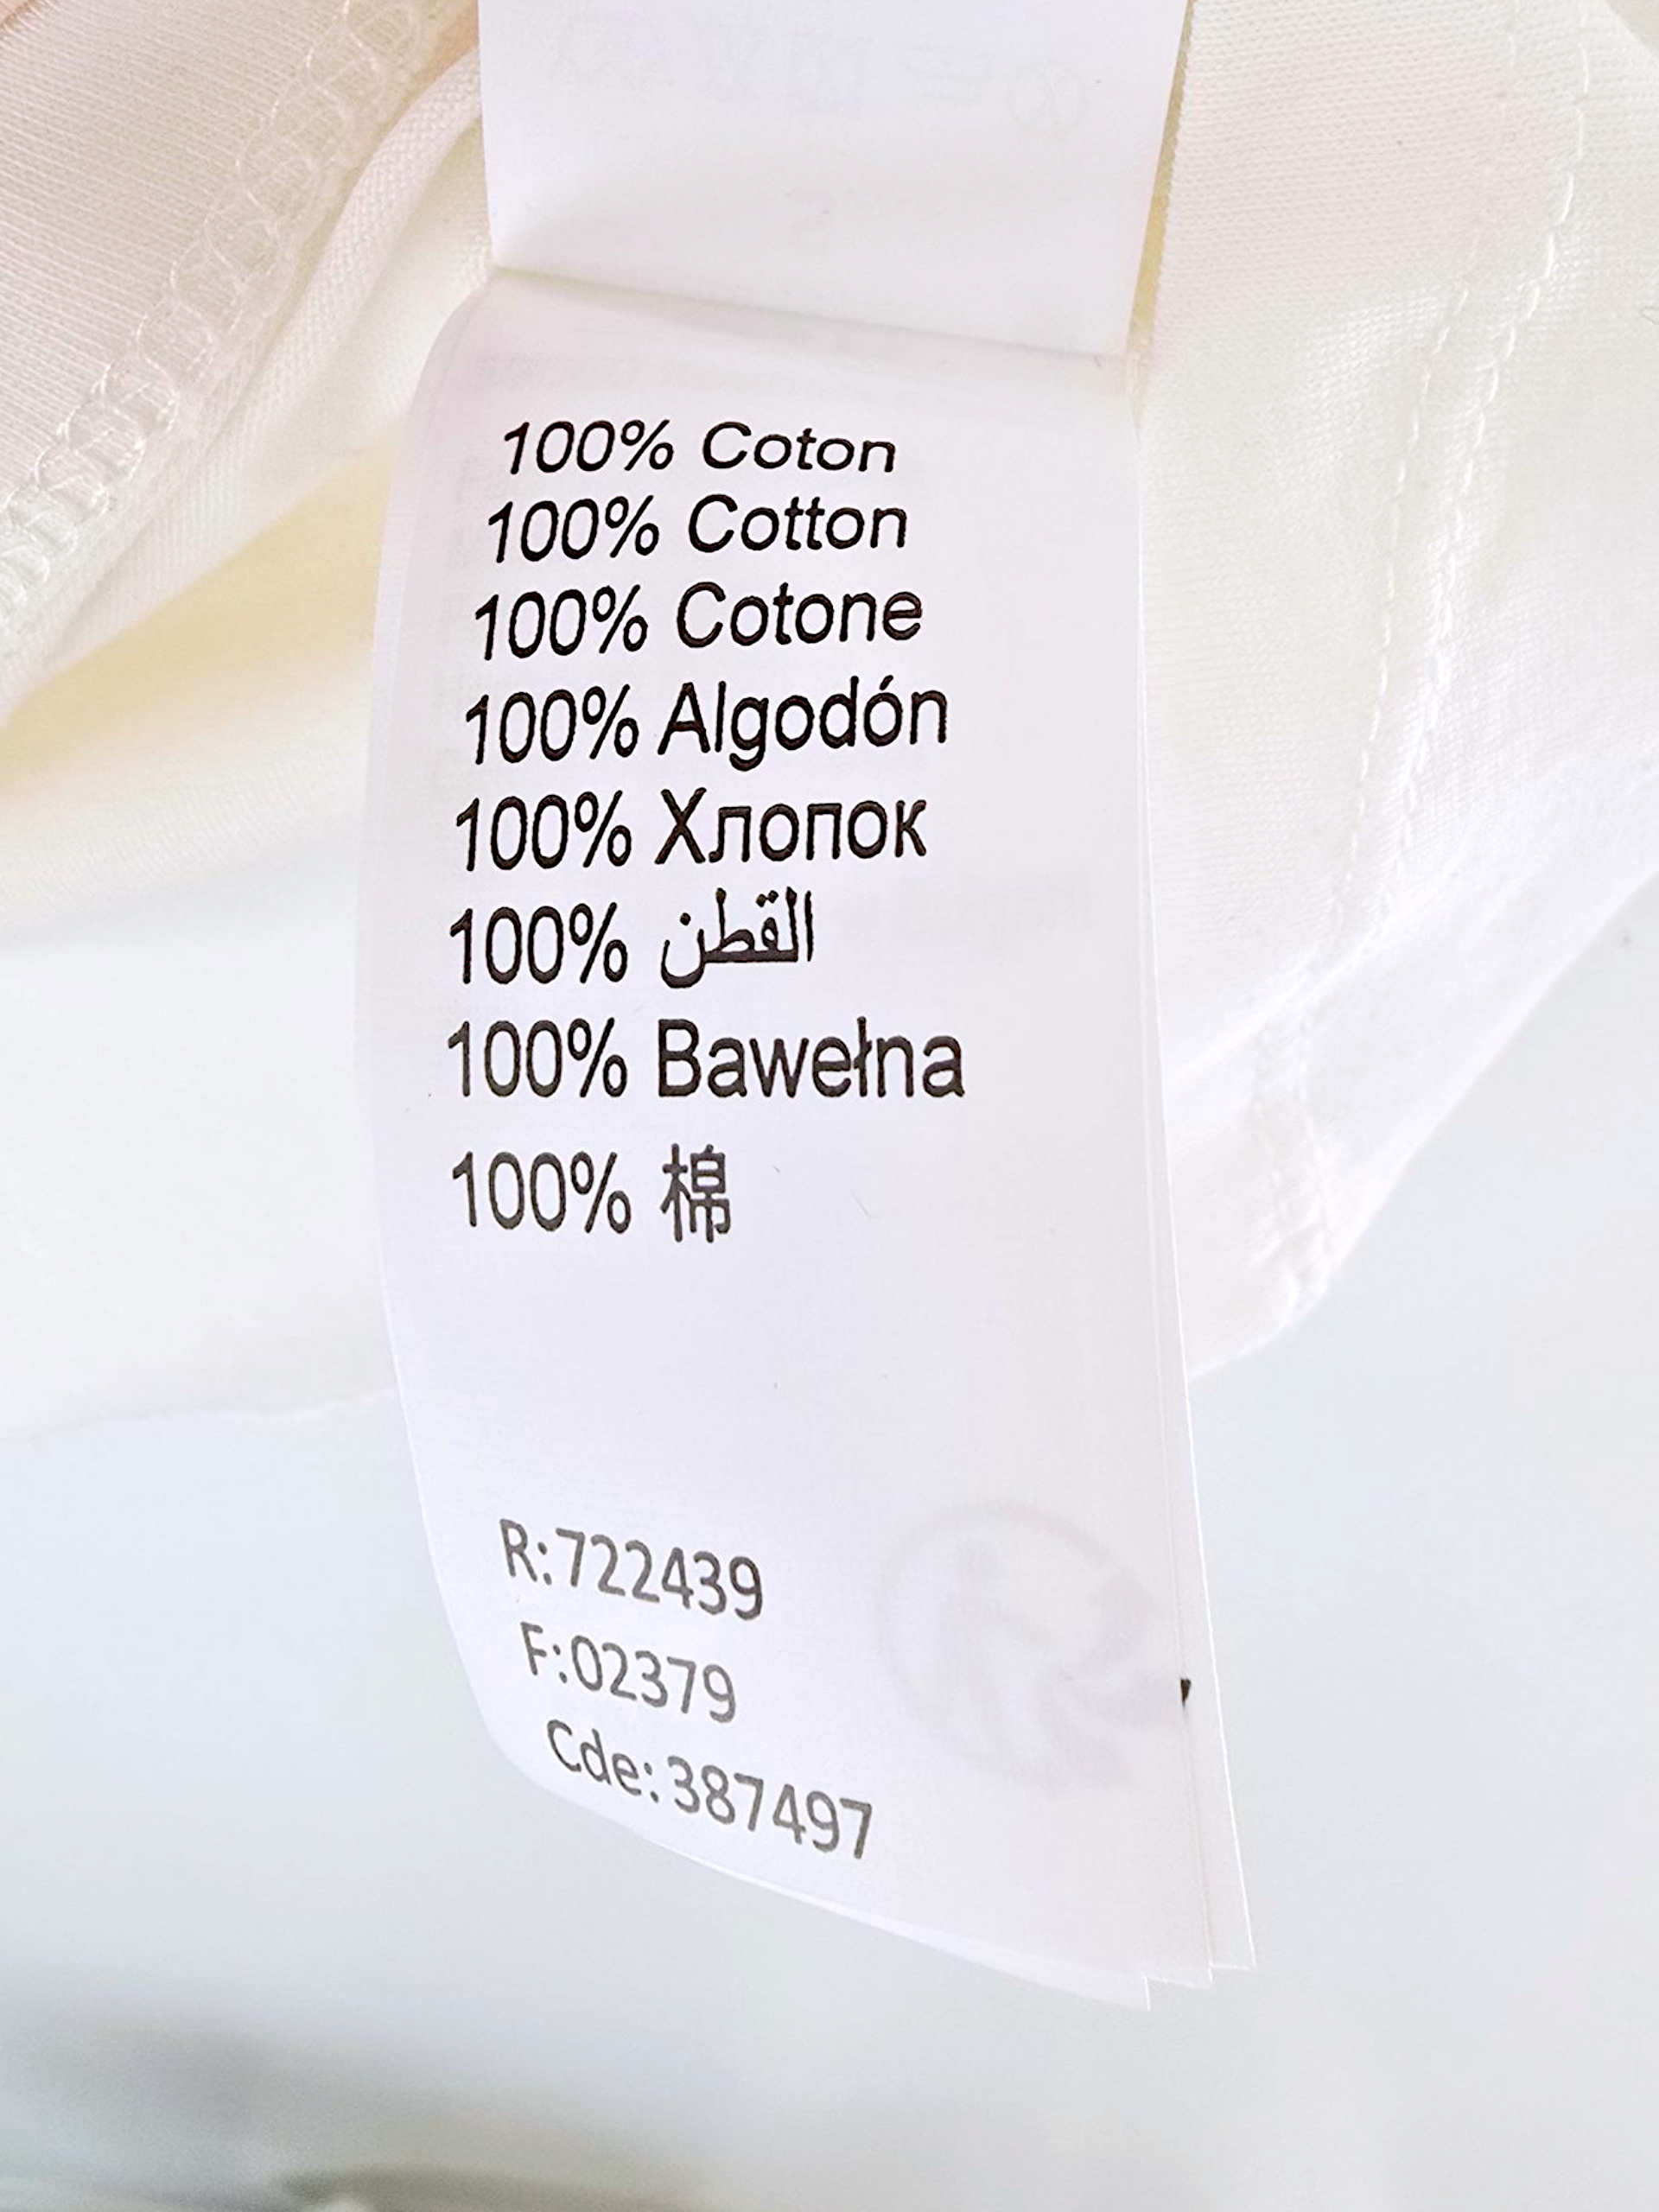 100% Coton
100% Cotton
100% Cotone
100% Algodón
100% Хлопок
100% القطن
100% Bawełna
100% 棉
R:722439
F:02379
Cde:387497